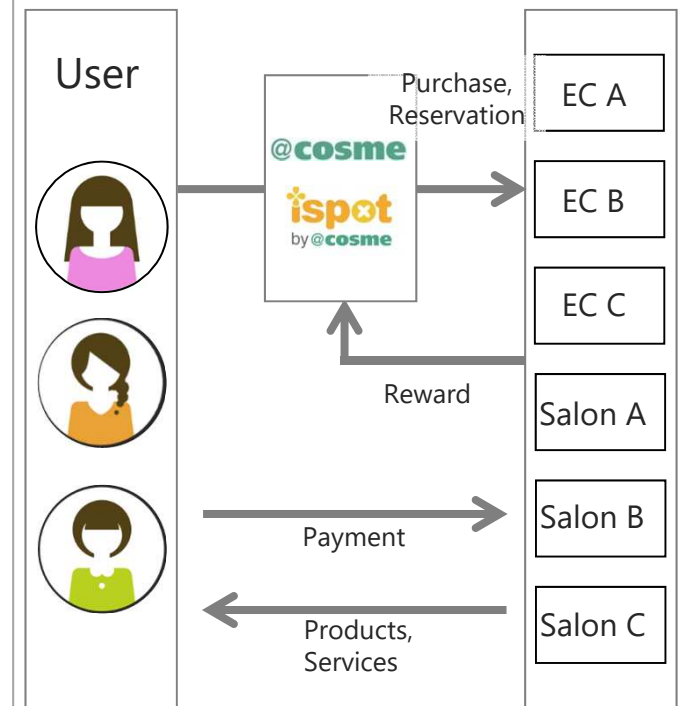 User
@cosme
ispot
by@cosme
Purchase,
Reservation
EC A
EC B
EC C
Reward
Salon A
Payment
Salon B
Products,
Services
Salon C